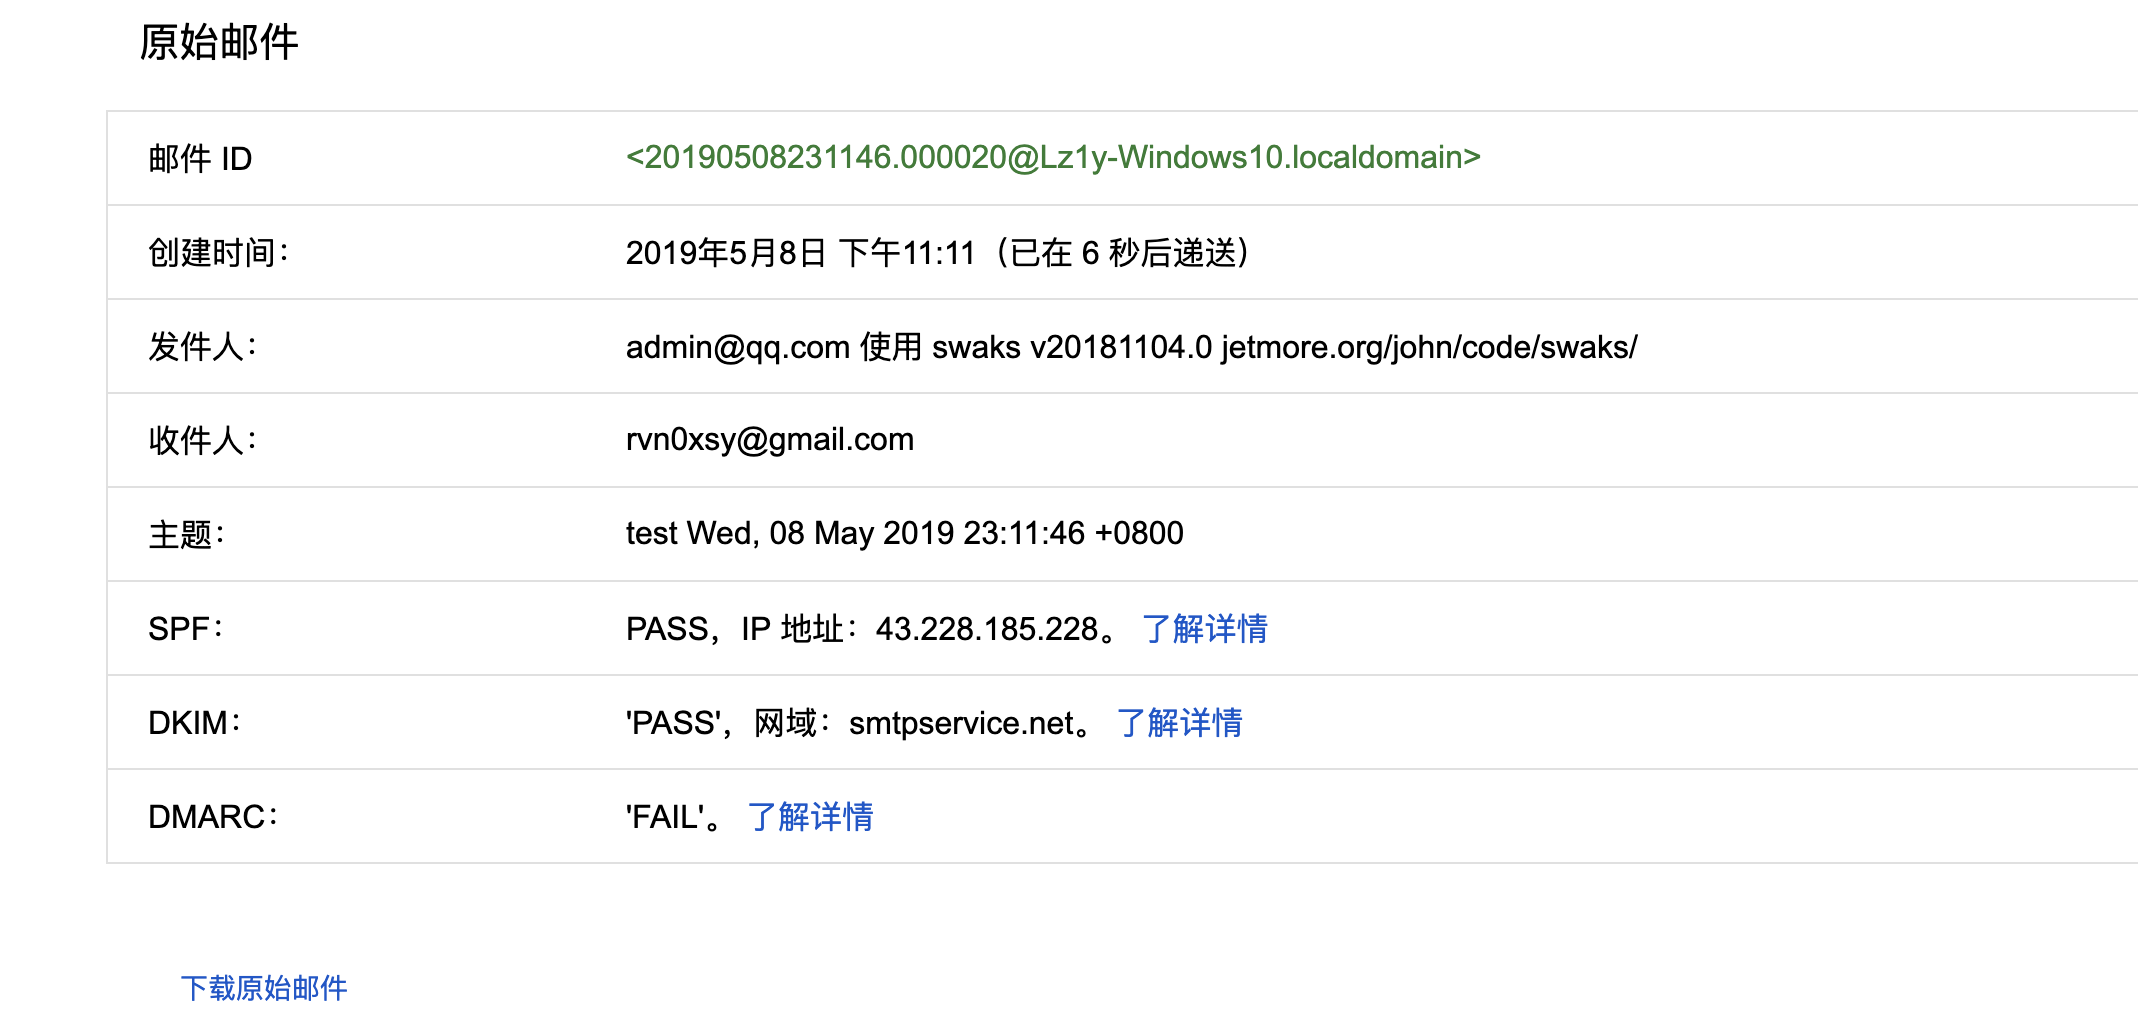 原始邮件
邮件 ID <20190508231146.000020@Lz1y-Windows10.localdomain>
创建时间： 2019年5月8日 下午11:11（已在 6 秒后递送）
发件人： admin@qq.com 使用 swaks v20181104.0 jetmore.org/john/code/swaks/
收件人： rvn0xsy@gmail.com
主题： test Wed, 08 May 2019 23:11:46 +0800
SPF： PASS，IP 地址：43.228.185.228。 了解详情
DKIM： 'PASS'，网域：smtpservice.net。 了解详情
DMARC： 'FAIL'。 了解详情
下载原始邮件